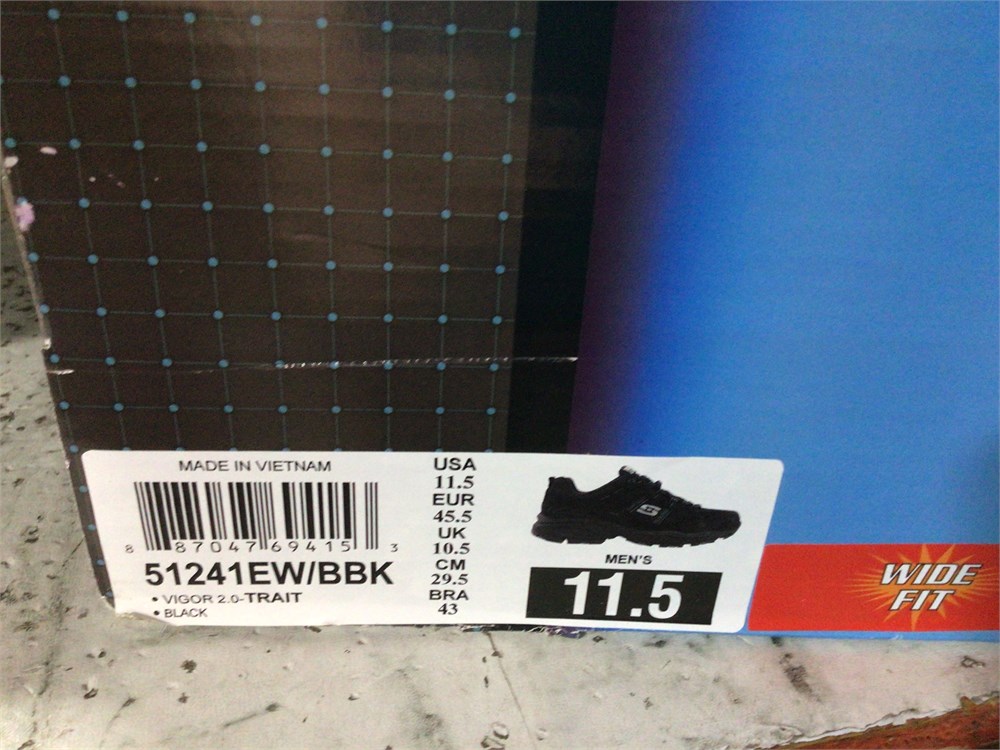 MADE IN VIETNAM
8 87047 69415 3
51241EW/BBK
• VIGOR 2.0-TRAIT
• BLACK
USA
11.5
EUR
45.5
UK
10.5
CM
29.5
BRA
43
S
MEN'S
11.5
WIDE
FIT